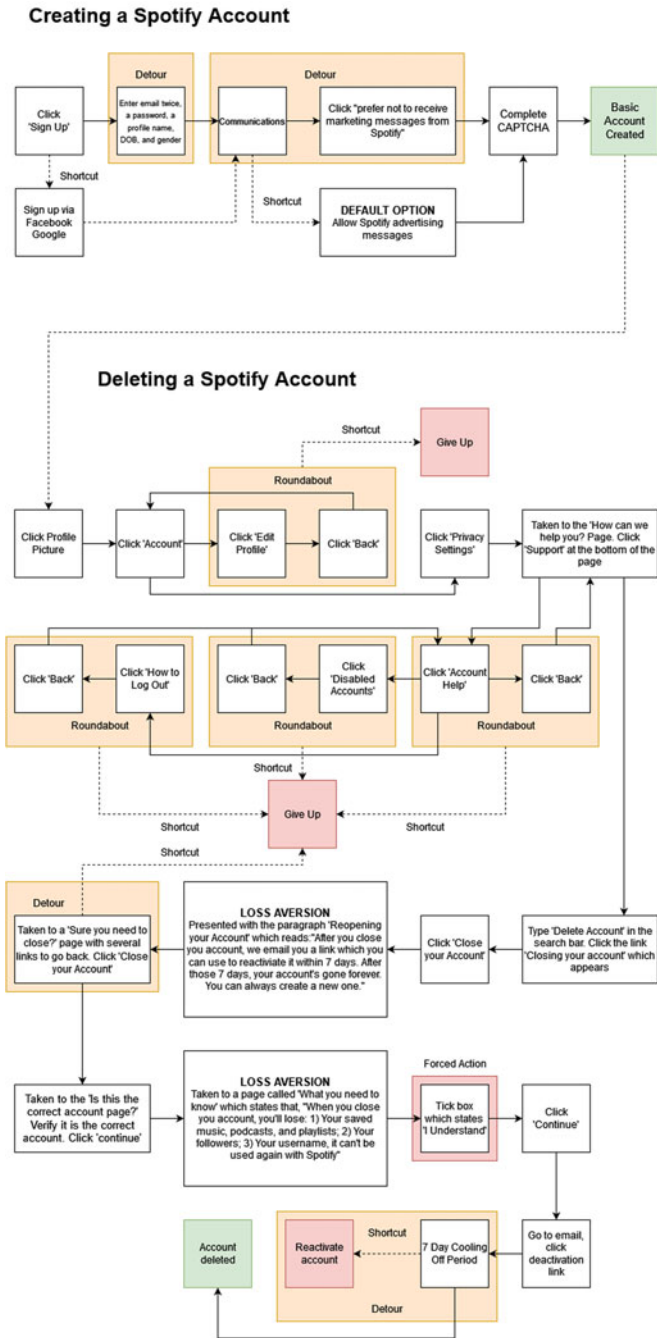 Creating a Spotify Account
Detour
Detour
Click
'Sign Up'
Enter email twice,
a password, a
profile name,
DOB, and gender
Communications
Click "prefer not to receive
marketing messages from
Spotify"
Complete
CAPTCHA
Basic
Account
Created
Shortcut
Shortcut
Sign up via
Facebook
Google
DEFAULT OPTION
Allow Spotify advertising
messages
Deleting a Spotify Account
Shortcut
Give Up
Roundabout
Click Profile
Picture
Click 'Account'
Click 'Edit
Profile'
Click 'Back'
Click 'Privacy
Settings'
Taken to the 'How can we
help you? Page. Click
'Support' at the bottom of the
page
Click 'Back'
Click 'How to
Log Out'
Click 'Back'
Click
'Disabled
Accounts'
Click 'Account
Help'
Click 'Back'
Roundabout
Roundabout
Roundabout
Shortcut
Give Up
Shortcut
Shortcut
Shortcut
Detour
Taken to a 'Sure you need to
close?' page with several
links to go back. Click 'Close
your Account'
LOSS AVERSION
Presented with the paragraph 'Reopening
your Account' which reads:"After you close
you account, we email you a link which you
can use to reactiviate it within 7 days. After
those 7 days, your account's gone forever.
You can always create a new one."
Click 'Close
your Account'
Type 'Delete Account' in the
search bar. Click the link
'Closing your account' which
appears
Taken to the 'Is this the
correct account page?'
Verify it is the correct
account. Click 'continue'
LOSS AVERSION
Taken to a page called 'What you need to
know' which states that, "When you close
you account, you'll lose: 1) Your saved
music, podcasts, and playlists; 2) Your
followers; 3) Your username, it can't be
used again with Spotify"
Forced Action
Tick box
which states
'I Understand'
Click
'Continue'
Account
deleted
Reactivate
account
Shortcut
7 Day Cooling
Off Period
Go to email,
click
deactivation
link
Detour